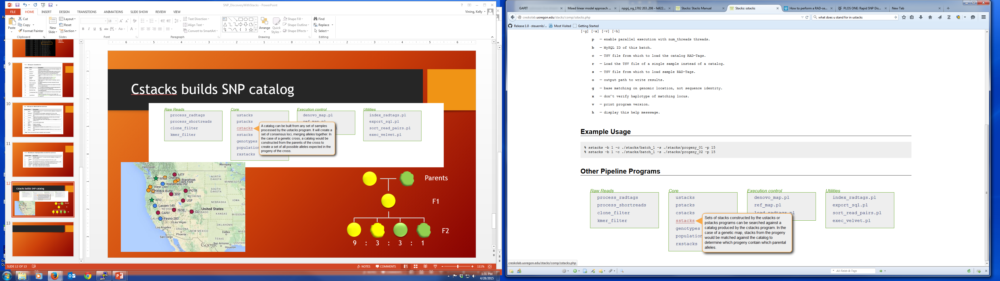 SNP_DiscoveryWithStacks - PowerPoint
FILE HOME INSERT DESIGN TRANSITIONS ANIMATIONS SLIDE SHOW REVIEW VIEW
Vining, Kelly
Paste
Cut
Copy
Format Painter
Clipboard
New Slide
Layout
Reset
Section
Slides
18
Font
Text Direction
Align Text
Convert to SmartArt
Paragraph
Arrange
Quick Styles
Shape Fill
Shape Outline
Shape Effects
Drawing
Find
Replace
Select
Editing
9
10
11
12
Cstacks builds SNP catalog
13
Cstacks builds SNP catalog
Raw Reads
process_radtags
process_shortreads
clone_filter
kmer_filter
Core
ustacks
pstacks
cstacks
sstacks
genotypes
population
rxstacks
Execution control
denovo_map.pl
ref_map.pl
Utilities
index_radtags.pl
export_sql.pl
sort_read_pairs.pl
exec_velvet.pl
A catalog can be built from any set of samples
processed by the ustacks program. It will create a
set of consensus loci, merging alleles together. In
the case of a genetic cross, a catalog would be
constructed from the parents of the cross to
create a set of all possible alleles expected in the
progeny of the cross.
Vancouver
Winnipeg
MTF
WWA
Cheney
Blackfoot
Clark Fork
WallaWalla-262
West Linn
Peoria
Jack Butte
OREGON
BNF
POTR
KFO
USF
Lassen-149
NEVADA
NVW
CANV
CO
Fesno-283
NORTH DAKOTA
MINNESOTA
SOUTH DAKOTA
WYOMING
NEBRASKA
IOWA
United States
KANSAS
MISSOUR
Las Vegas
Los Angeles
ARIZONA
NEW MEXICO
OKLAHOMA
San Diego
Phoenix
Dallas
TEXAS
San Antonio
Houston
LOUISIA
Google
Parents
F1
F2
9 : 3 : 3 : 1
SLIDE 12 OF 13
NOTES
COMMENTS
111%
1:31 PM
4/28/2015
GAPIT
Mixed linear model approach ...
npgrj_ng_1702 203..208 - fe922...
Stacks: Stacks Manual
Stacks: sstacks
How to perform a RAD-se...
PLOS ONE: Rapid SNP Dis...
New Tab
creskolab.uoregon.edu/stacks/comp/sstacks.php
what does u stand for in ustacks
Release 1.0 · steuernb/...
Most Visited
Getting Started
[-g] [-x] [-v] [-h]
p — enable parallel execution with num_threads threads.
b — MySQL ID of this batch.
c — TSV file from which to load the catalog RAD-Tags.
r — Load the TSV file of a single sample instead of a catalog.
s — TSV file from which to load sample RAD-Tags.
o — output path to write results.
g — base matching on genomic location, not sequence identity.
x — don't verify haplotype of matching locus.
v — print program version.
h — display this help messsage.
Example Usage
% sstacks -b 1 -c ./stacks/batch_1 -s ./stacks/progeny_01 -p 15
% sstacks -b 1 -c ./stacks/batch_1 -s ./stacks/progeny_02 -p 15
Other Pipeline Programs
Raw Reads
process_radtags
process_shortreads
clone_filter
kmer_filter
Core
ustacks
pstacks
cstacks
sstacks
genotypes
population
rxstacks
Execution control
denovo_map.pl
ref_map.pl
load_radtags.pl
Utilities
index_radtags.pl
export_sql.pl
sort_read_pairs.pl
exec_velvet.pl
Sets of stacks constructed by the ustacks or
pstacks programs can be searched against a
catalog produced by the cstacks program. In the
case of a genetic map, stacks from the progeny
would be matched against the catalog to
determine which progeny contain which parental
alleles.
creskolab.uoregon.edu/stacks/comp/sstacks.php
All Fields & Tags